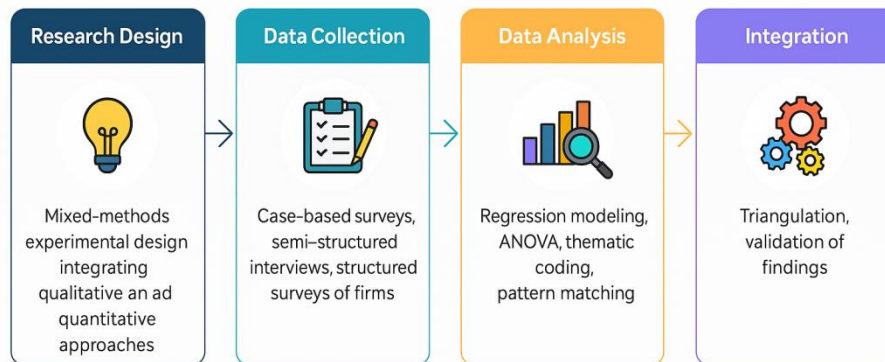 Research Design
Mixed-methods
experimental design
integrating
qualitative an ad
quantitative
approaches
Data Collection
Case-based surveys,
semi–structured
interviews, structured
surveys of firms
Data Analysis
Regression modeling,
ANOVA, thematic
coding,
pattern matching
Integration
Triangulation,
validation of
findings